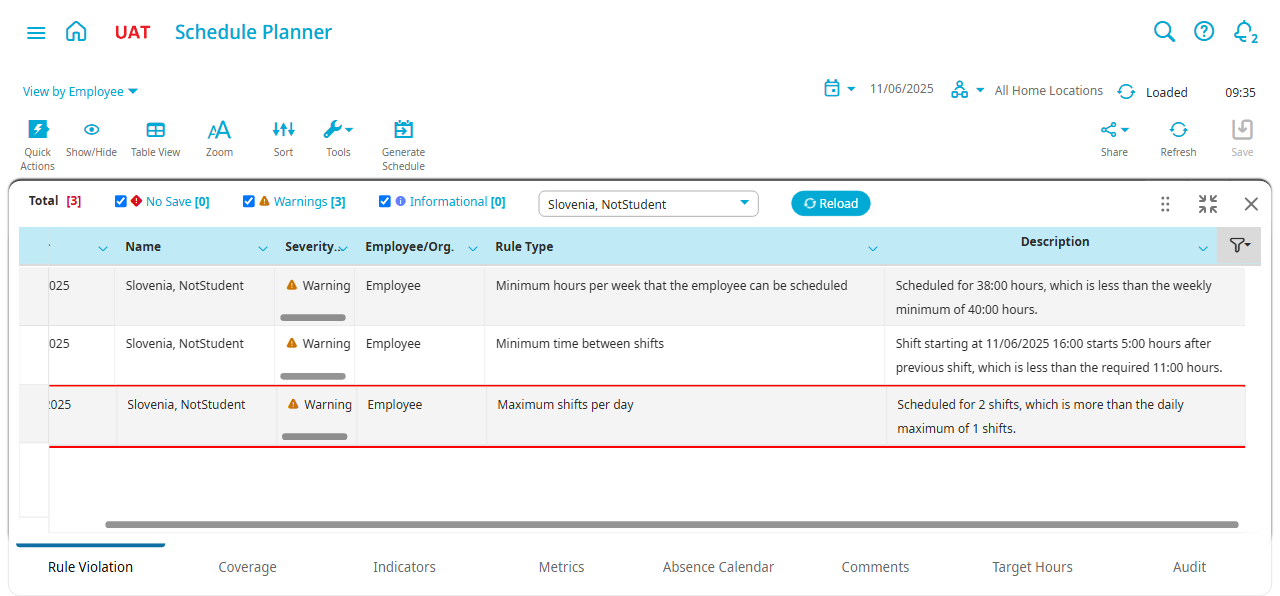 UAT Schedule Planner 2
View by Employee 11/06/2025 All Home Locations Loaded 09:35
Quick Actions Show/Hide Table View Zoom Sort Tools Generate Schedule Share Refresh Save
Total [3] No Save [0] Warnings [3] Informational [0] Slovenia, NotStudent Reload
Name Severity... Employee/Org. Rule Type Description
025 Slovenia, NotStudent Warning Employee Minimum hours per week that the employee can be scheduled Scheduled for 38:00 hours, which is less than the weekly
minimum of 40:00 hours.
025 Slovenia, NotStudent Warning Employee Minimum time between shifts Shift starting at 11/06/2025 16:00 starts 5:00 hours after
previous shift, which is less than the required 11:00 hours.
2025 Slovenia, NotStudent Warning Employee Maximum shifts per day Scheduled for 2 shifts, which is more than the daily
maximum of 1 shifts.
Rule Violation Coverage Indicators Metrics Absence Calendar Comments Target Hours Audit